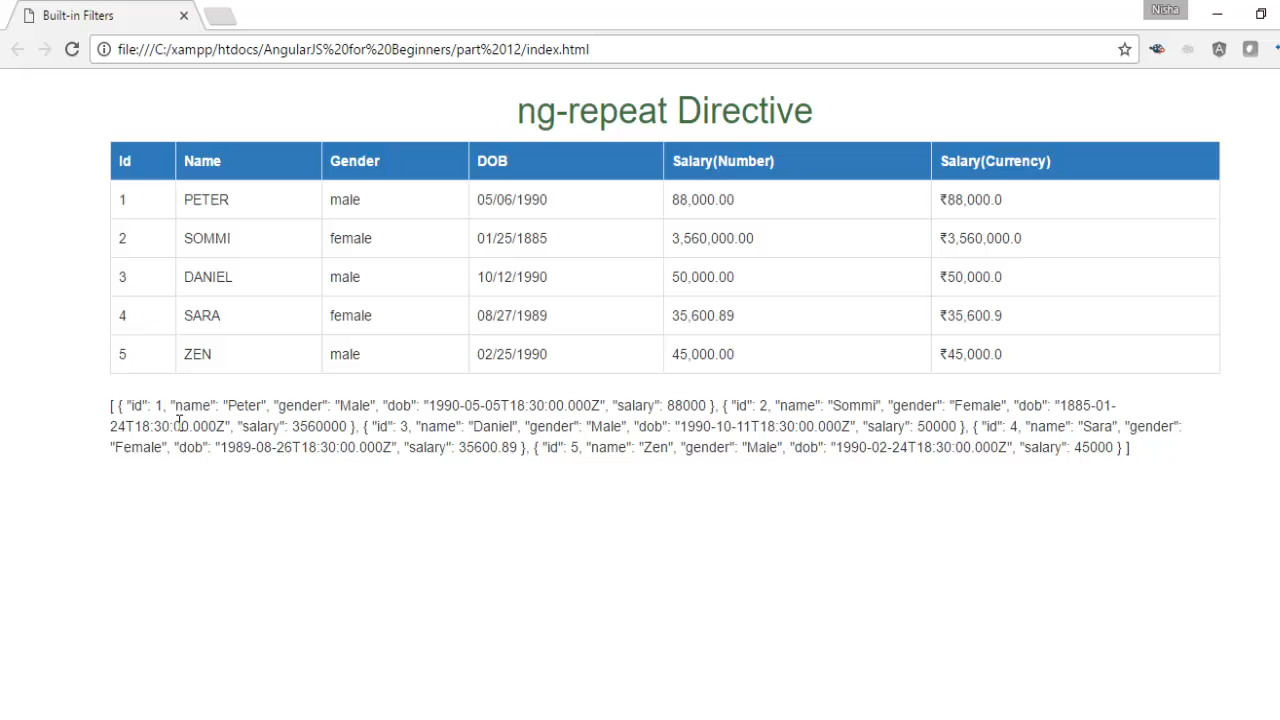 Built-in Filters
Nisha
file:///C:/xampp/htdocs/AngularJS%20for%20Beginners/part%2012/index.html
ng-repeat Directive
Id Name Gender DOB Salary(Number) Salary(Currency)
1 PETER male 05/06/1990 88,000.00 ₹88,000.0
2 SOMMI female 01/25/1885 3,560,000.00 ₹3,560,000.0
3 DANIEL male 10/12/1990 50,000.00 ₹50,000.0
4 SARA female 08/27/1989 35,600.89 ₹35,600.9
5 ZEN male 02/25/1990 45,000.00 ₹45,000.0
[ { "id": 1, "name": "Peter", "gender": "Male", "dob": "1990-05-05T18:30:00.000Z", "salary": 88000 }, { "id": 2, "name": "Sommi", "gender": "Female", "dob": "1885-01-
24T18:30:00.000Z", "salary": 3560000 }, { "id": 3, "name": "Daniel", "gender": "Male", "dob": "1990-10-11T18:30:00.000Z", "salary": 50000 }, { "id": 4, "name": "Sara", "gender":
"Female", "dob": "1989-08-26T18:30:00.000Z", "salary": 35600.89 }, { "id": 5, "name": "Zen", "gender": "Male", "dob": "1990-02-24T18:30:00.000Z", "salary": 45000 } ]